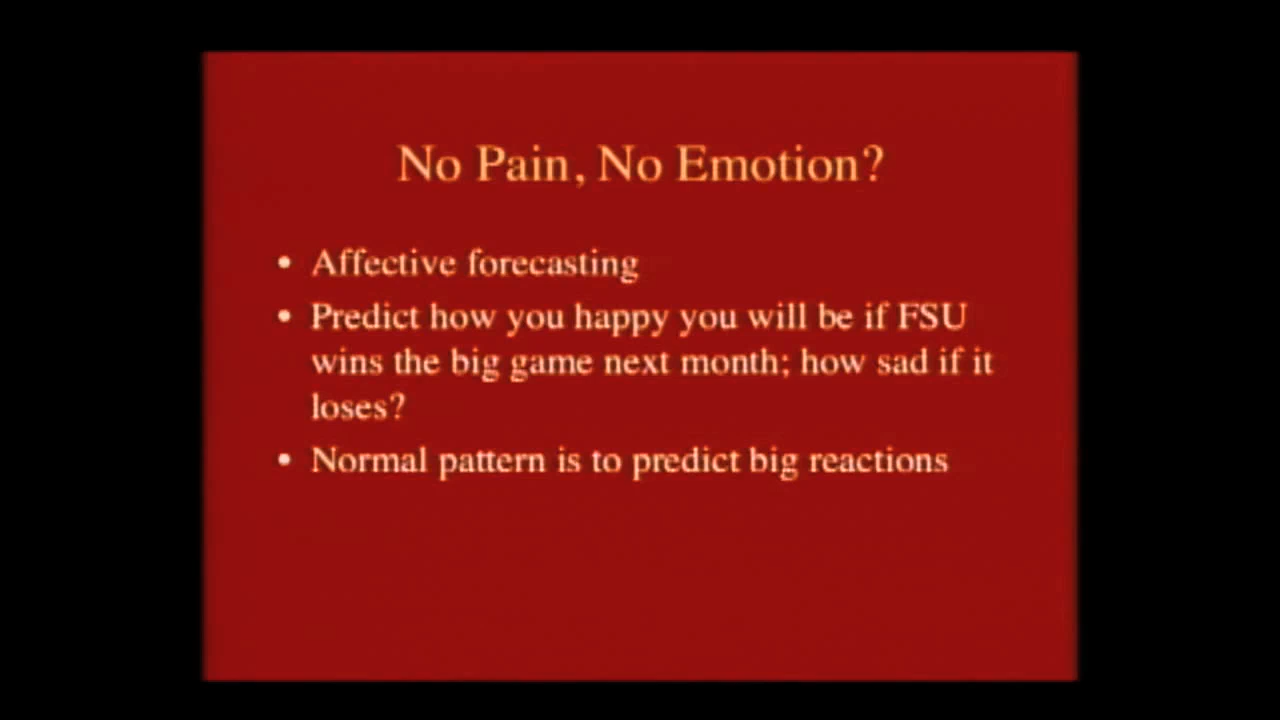 No Pain, No Emotion?
• Affective forecasting
• Predict how you happy you will be if FSU
wins the big game next month; how sad if it
loses?
• Normal pattern is to predict big reactions